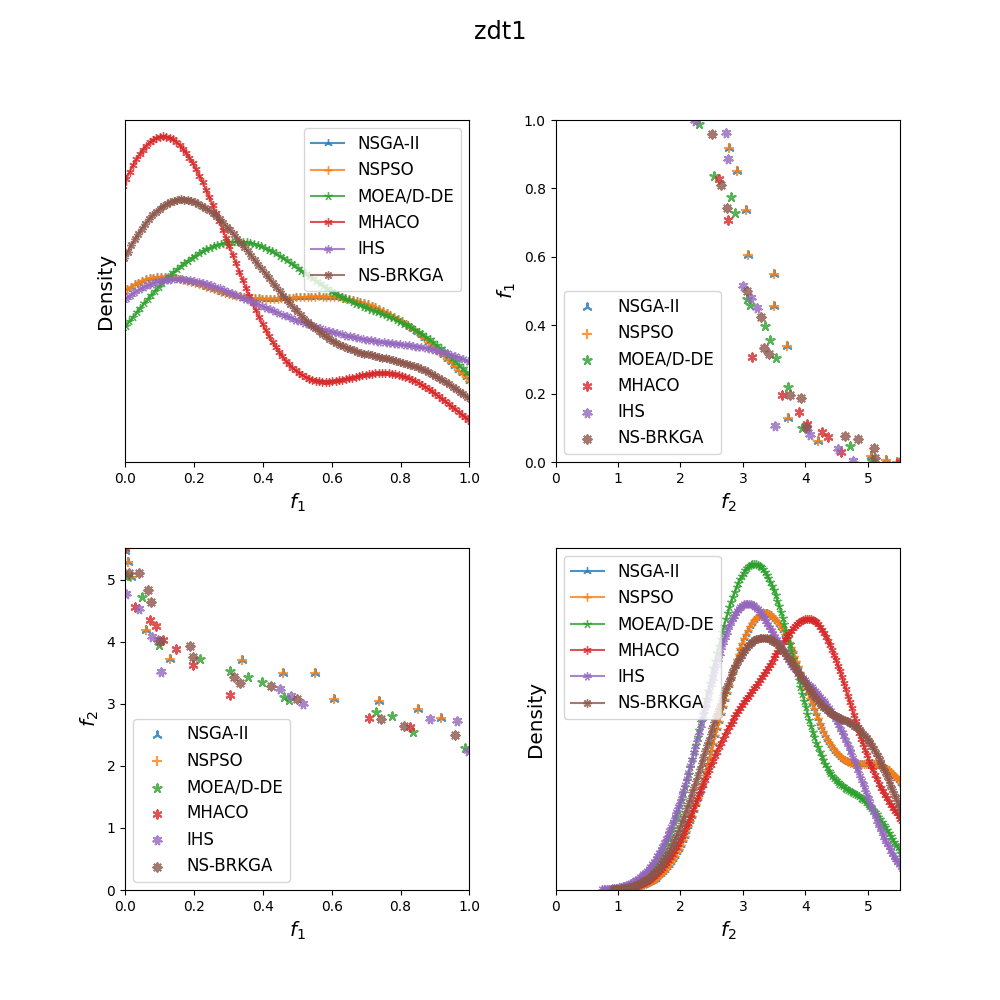 zdt1
Density
NSGA-II
NSPSO
MOEA/D-DE
MHACO
IHS
NS-BRKGA
0.0 0.2 0.4 0.6 0.8 1.0
f1
f1
1.0
0.8
0.6
0.4
0.2
0.0
NSGA-II
NSPSO
MOEA/D-DE
MHACO
IHS
NS-BRKGA
0 1 2 3 4 5
f2
f2
5
4
3
2
1
0
NSGA-II
NSPSO
MOEA/D-DE
MHACO
IHS
NS-BRKGA
0.0 0.2 0.4 0.6 0.8 1.0
f1
Density
NSGA-II
NSPSO
MOEA/D-DE
MHACO
IHS
NS-BRKGA
0 1 2 3 4 5
f2